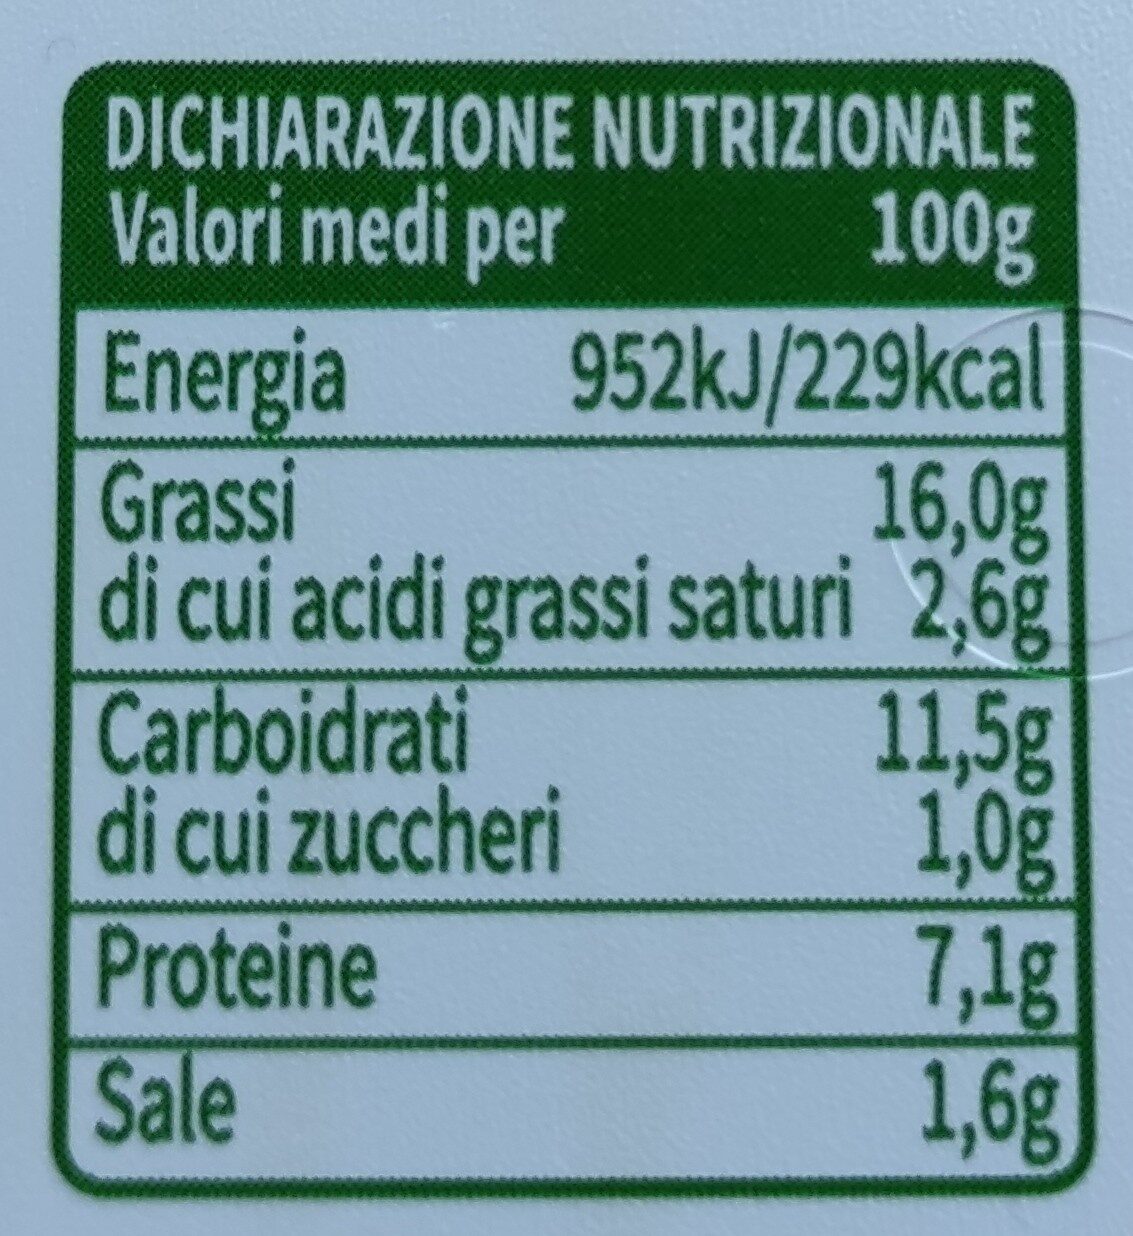 DICHIARAZIONE NUTRIZIONALE
Valori medi per 100g
Energia 952kJ/229kcal
Grassi 16,0g
di cui acidi grassi saturi 2,6g
Carboidrati 11,5g
di cui zuccheri 1,0g
Proteine 7,1g
Sale 1,6g